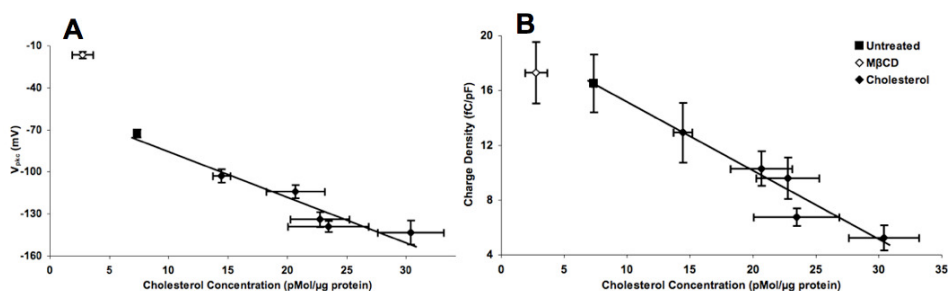 A
-10
-40
-70
-100
-130
-160
V_pkc (mV)
0
5
10
15
20
25
30
Cholesterol Concentration (pMol/µg protein)
B
20
16
12
8
4
Charge Density (fC/pF)
Untreated
MβCD
Cholesterol
0
5
10
15
20
25
30
35
Cholesterol Concentration (pMol/µg protein)